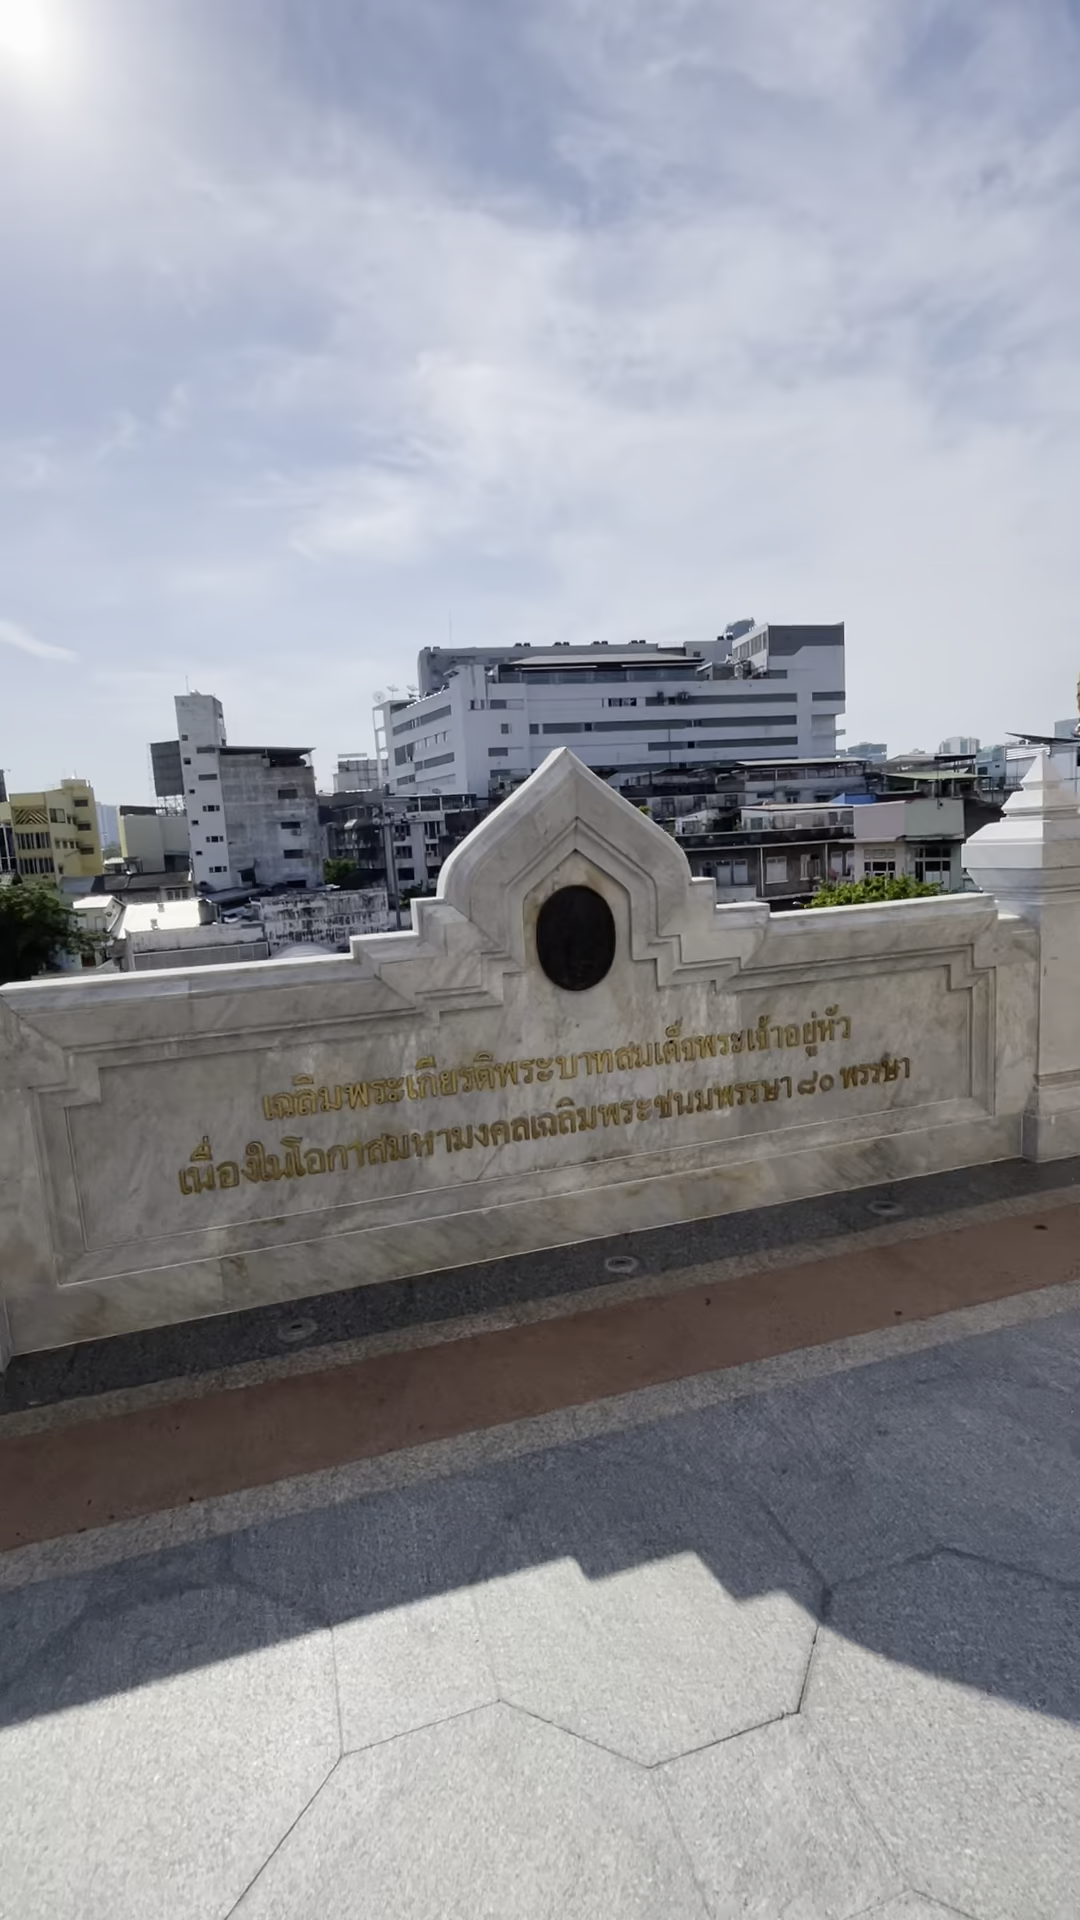 เฉลิมพระเกียรติพระบาทสมเด็จพระเจ้าอยู่หัว
เนื่องในโอกาสมหามงคลเฉลิมพระชนมพรรษา ๘๐ พรรษา